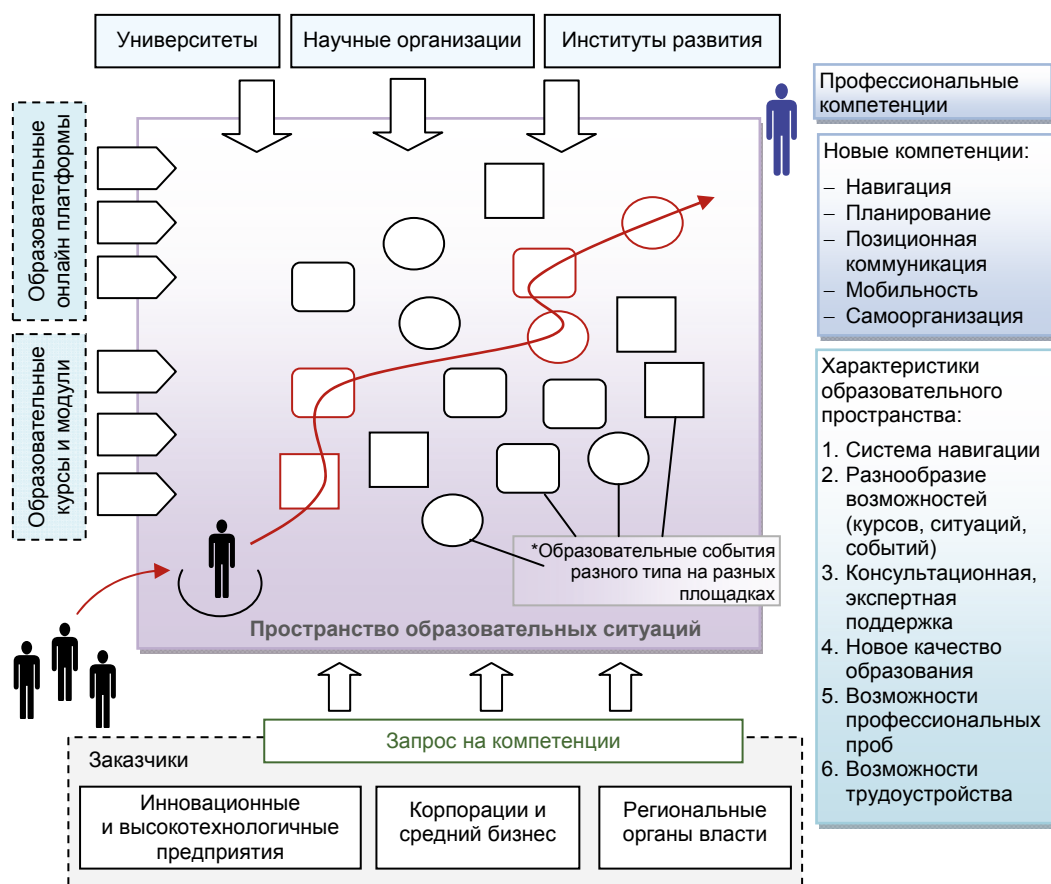 Университеты
Научные организации
Институты развития
Образовательные
онлайн платформы
Образовательные
курсы и модули
*Образовательные события
разного типа на разных
площадках
Пространство образовательных ситуаций
Запрос на компетенции
Заказчики
Инновационные
и высокотехнологичные
предприятия
Корпорации и
средний бизнес
Региональные
органы власти
Профессиональные
компетенции
Новые компетенции:
– Навигация
– Планирование
– Позиционная
коммуникация
– Мобильность
– Самоорганизация
Характеристики
образовательного
пространства:
1. Система навигации
2. Разнообразие
возможностей
(курсов, ситуаций,
событий)
3. Консультационная,
экспертная
поддержка
4. Новое качество
образования
5. Возможности
профессиональных
проб
6. Возможности
трудоустройства